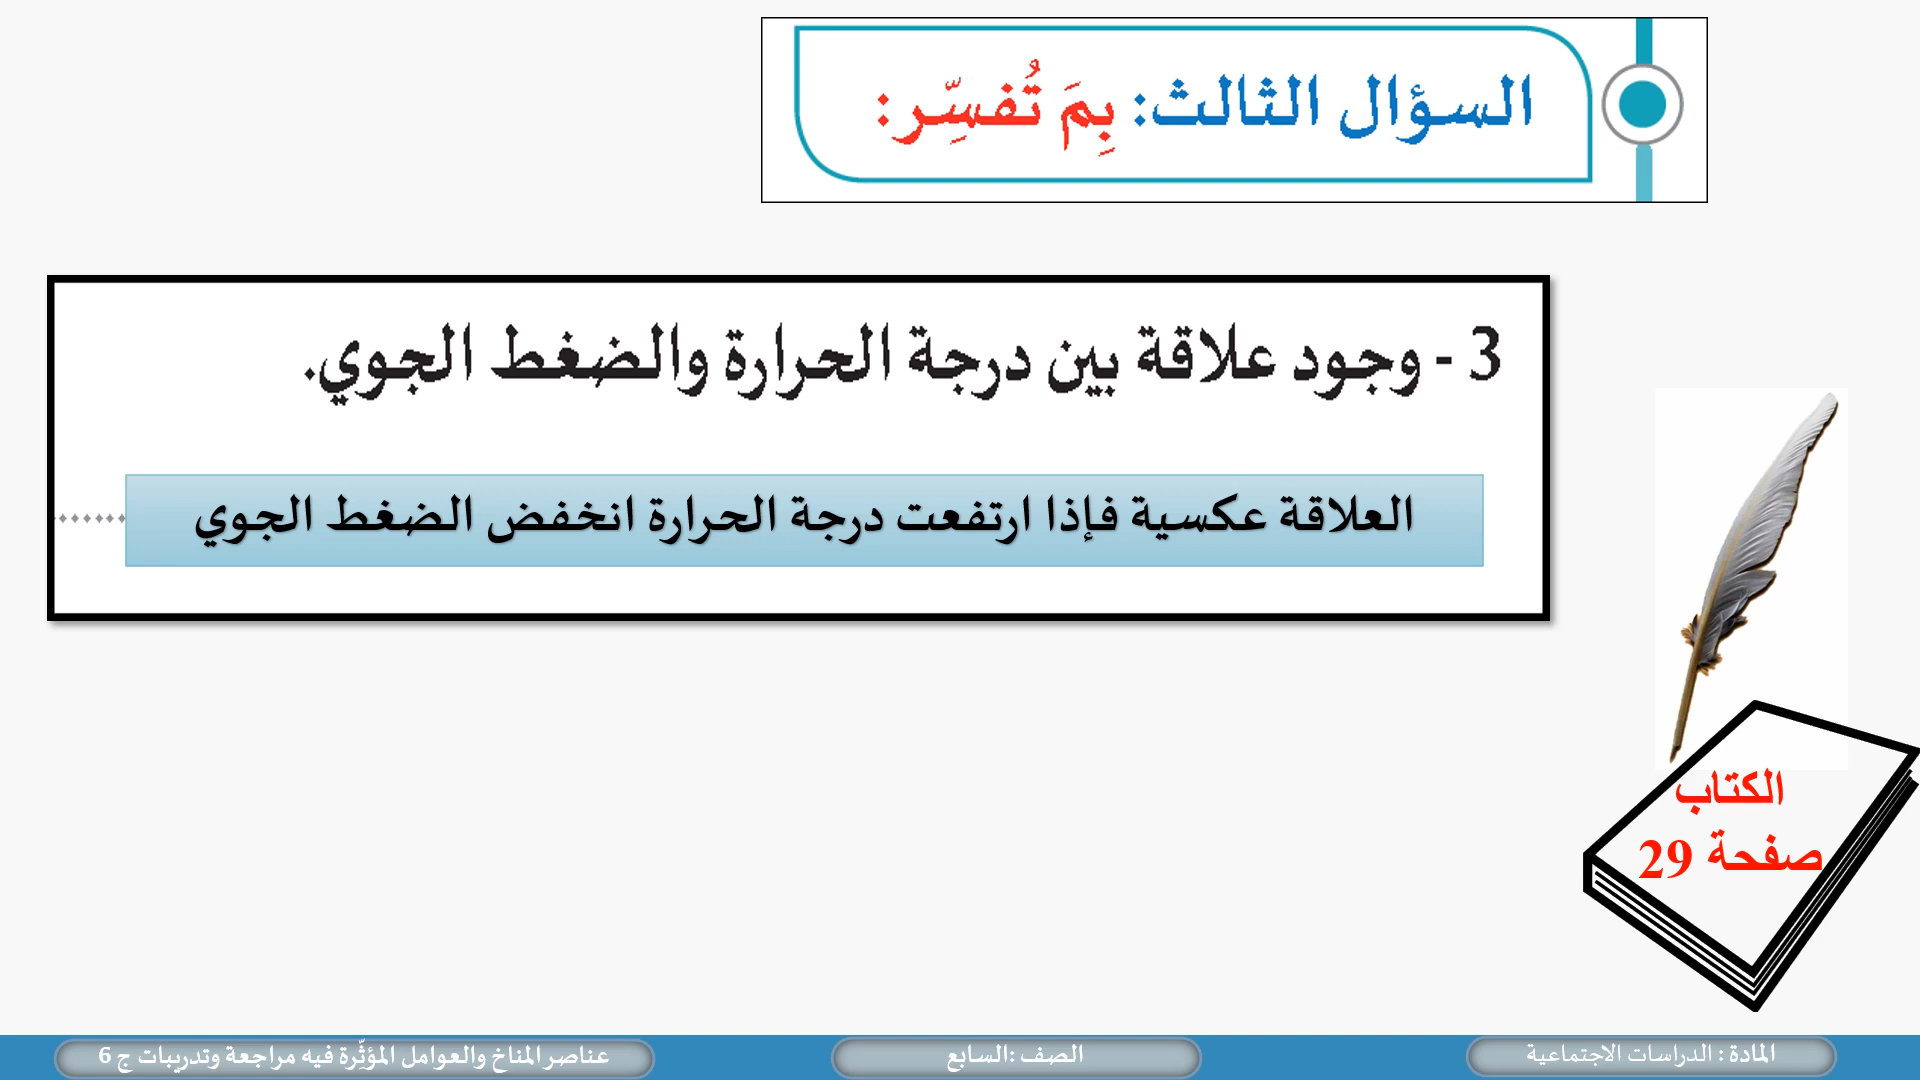 السؤال الثالث: بِمَ تُفسِّر:
3 - وجود علاقة بين درجة الحرارة والضغط الجوي.
العلاقة عكسية فإذا ارتفعت درجة الحرارة انخفض الضغط الجوي
الكتاب
صفحة 29
المادة : الدراسات الاجتماعية
الصف :السابع
عناصر المناخ والعوامل المؤثِّرة فيه مراجعة وتدريبات ج 6